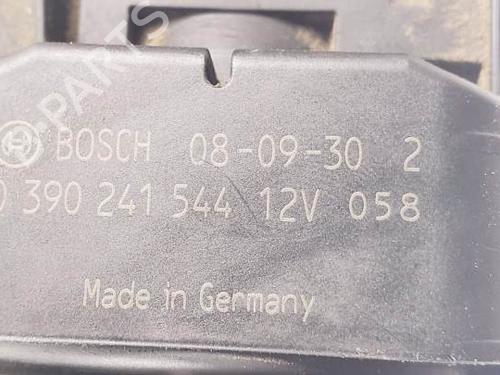 BOSCH 08-09-30 2
0 390 241 544 12V 058
Made in Germany